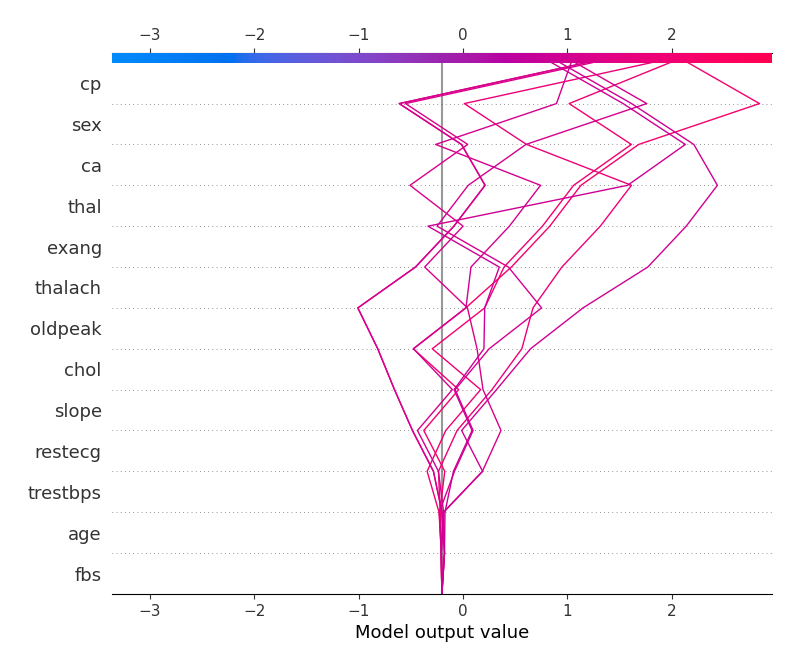 −3 −2 −1 0 1 2
cp
sex
ca
thal
exang
thalach
oldpeak
chol
slope
restecg
trestbps
age
fbs
−3 −2 −1 0 1 2
Model output value